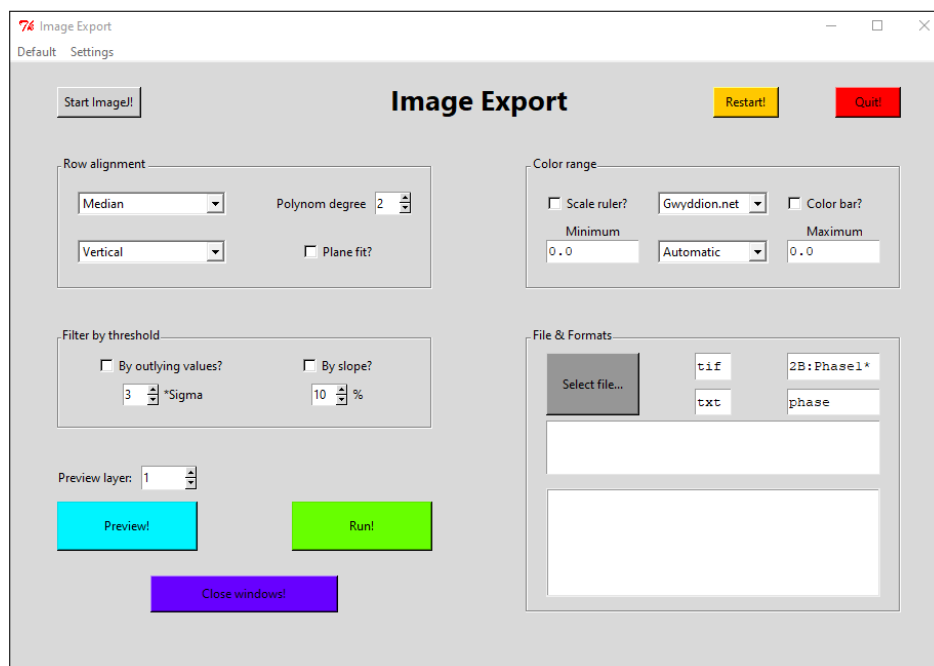 Image Export
Default Settings
Start ImageJ!
Image Export
Restart!
Quit!
Row alignment
Median
Polynom degree 2
Vertical
Plane fit?
Color range
Scale ruler?
Gwyddion.net
Color bar?
Minimum
Maximum
0.0
Automatic
0.0
Filter by threshold
By outlying values?
By slope?
3 *Sigma
10 %
File & Formats
Select file...
tif
2B:Phase1*
txt
phase
Preview layer: 1
Preview!
Run!
Close windows!